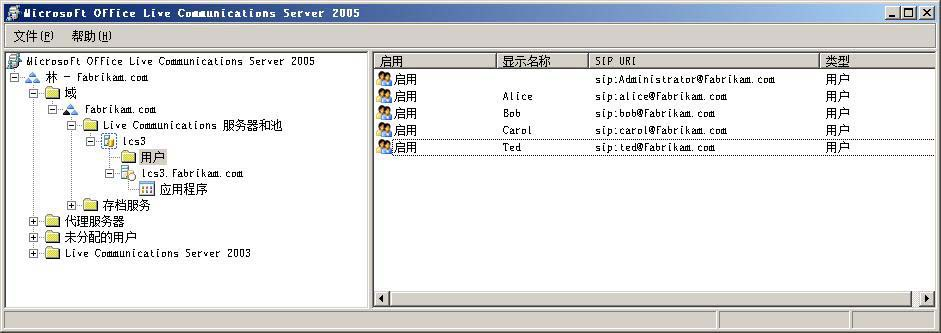 Microsoft Office Live Communications Server 2005
文件(F) 帮助(H)
Microsoft Office Live Communications Server 2005
林 - Fabrikam.com
域
Fabrikam.com
Live Communications 服务器和池
lcs3
用户
lcs3.Fabrikam.com
应用程序
存档服务
代理服务器
未分配的用户
Live Communications Server 2003
启用 显示名称 SIP URI 类型
启用 sip:Administrator@Fabrikam.com 用户
启用 Alice sip:alice@Fabrikam.com 用户
启用 Bob sip:bob@Fabrikam.com 用户
启用 Carol sip:carol@Fabrikam.com 用户
启用 Ted sip:ted@Fabrikam.com 用户